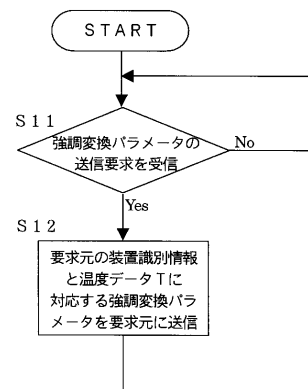 START
S11
強調変換パラメータの
送信要求を受信
No
Yes
S12
要求元の装置識別情報
と温度データTに
対応する強調変換パラ
メータを要求元に送信